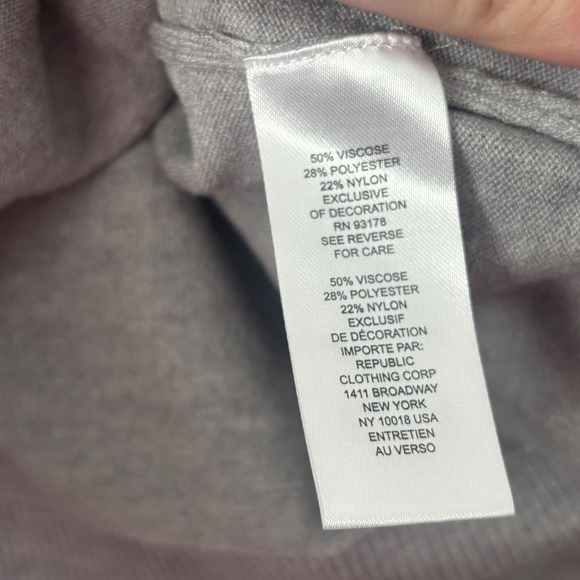 50% VISCOSE
28% POLYESTER
22% NYLON
EXCLUSIVE
OF DECORATION
RN 93178
SEE REVERSE
FOR CARE
50% VISCOSE
28% POLYESTER
22% NYLON
EXCLUSIF
DE DÉCORATION
IMPORTE PAR:
REPUBLIC
CLOTHING CORP
1411 BROADWAY
NEW YORK
NY 10018 USA
ENTRETIEN
AU VERSO